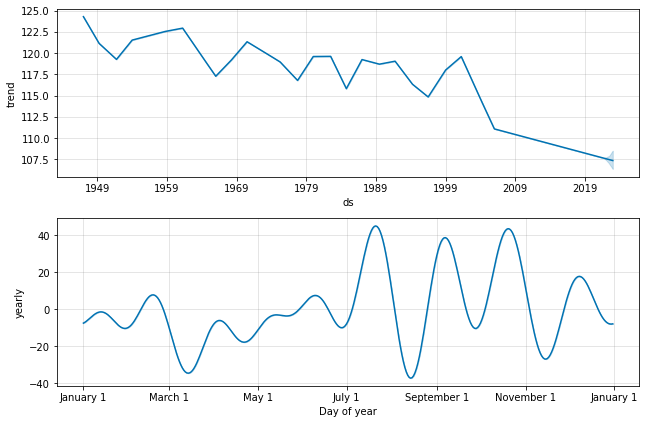 125.0
122.5
120.0
117.5
115.0
112.5
110.0
107.5
trend
1949 1959 1969 1979 1989 1999 2009 2019
ds
40
20
0
−20
−40
yearly
January 1 March 1 May 1 July 1 September 1 November 1 January 1
Day of year